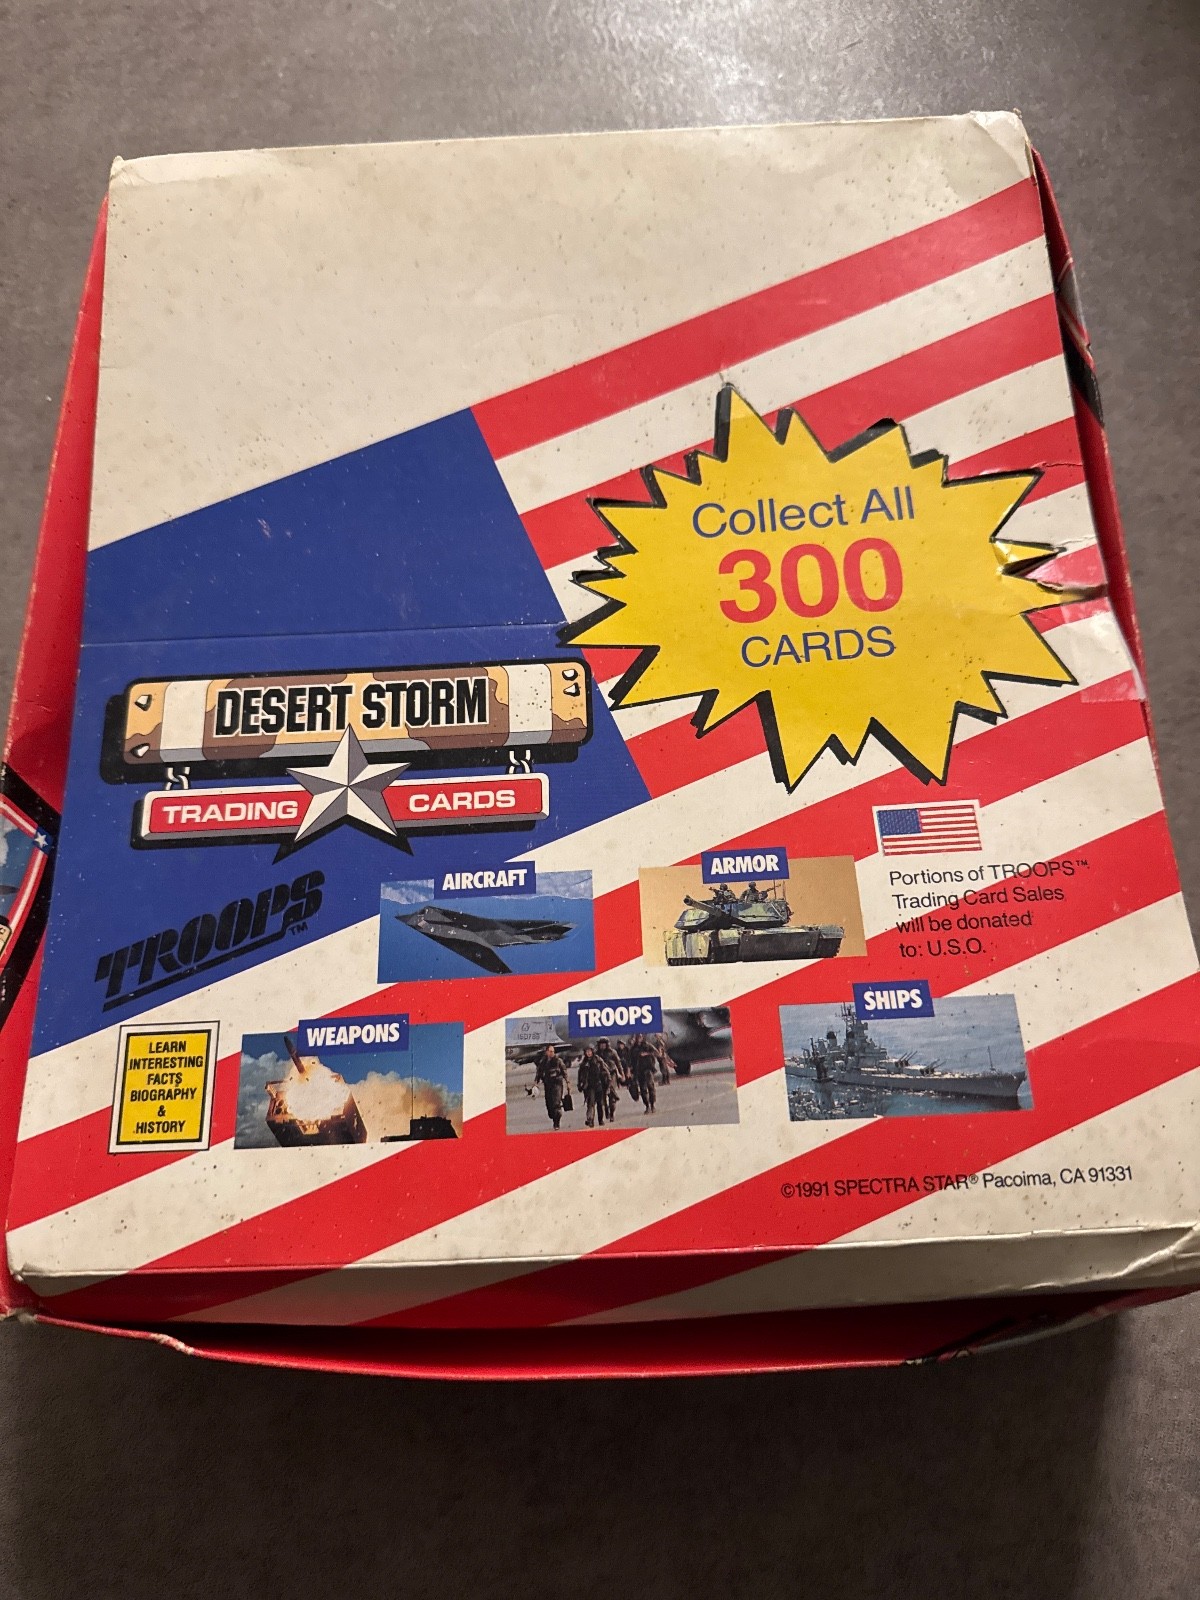 Collect All
300
CARDS
DESERT STORM
TRADING CARDS
TROOPS™
AIRCRAFT
ARMOR
Portions of TROOPS™
Trading Card Sales
will be donated
to: U.S.O.
WEAPONS
TROOPS
SHIPS
LEARN
INTERESTING
FACTS
BIOGRAPHY
&
HISTORY
©1991 SPECTRA STAR® Pacoima, CA 91331